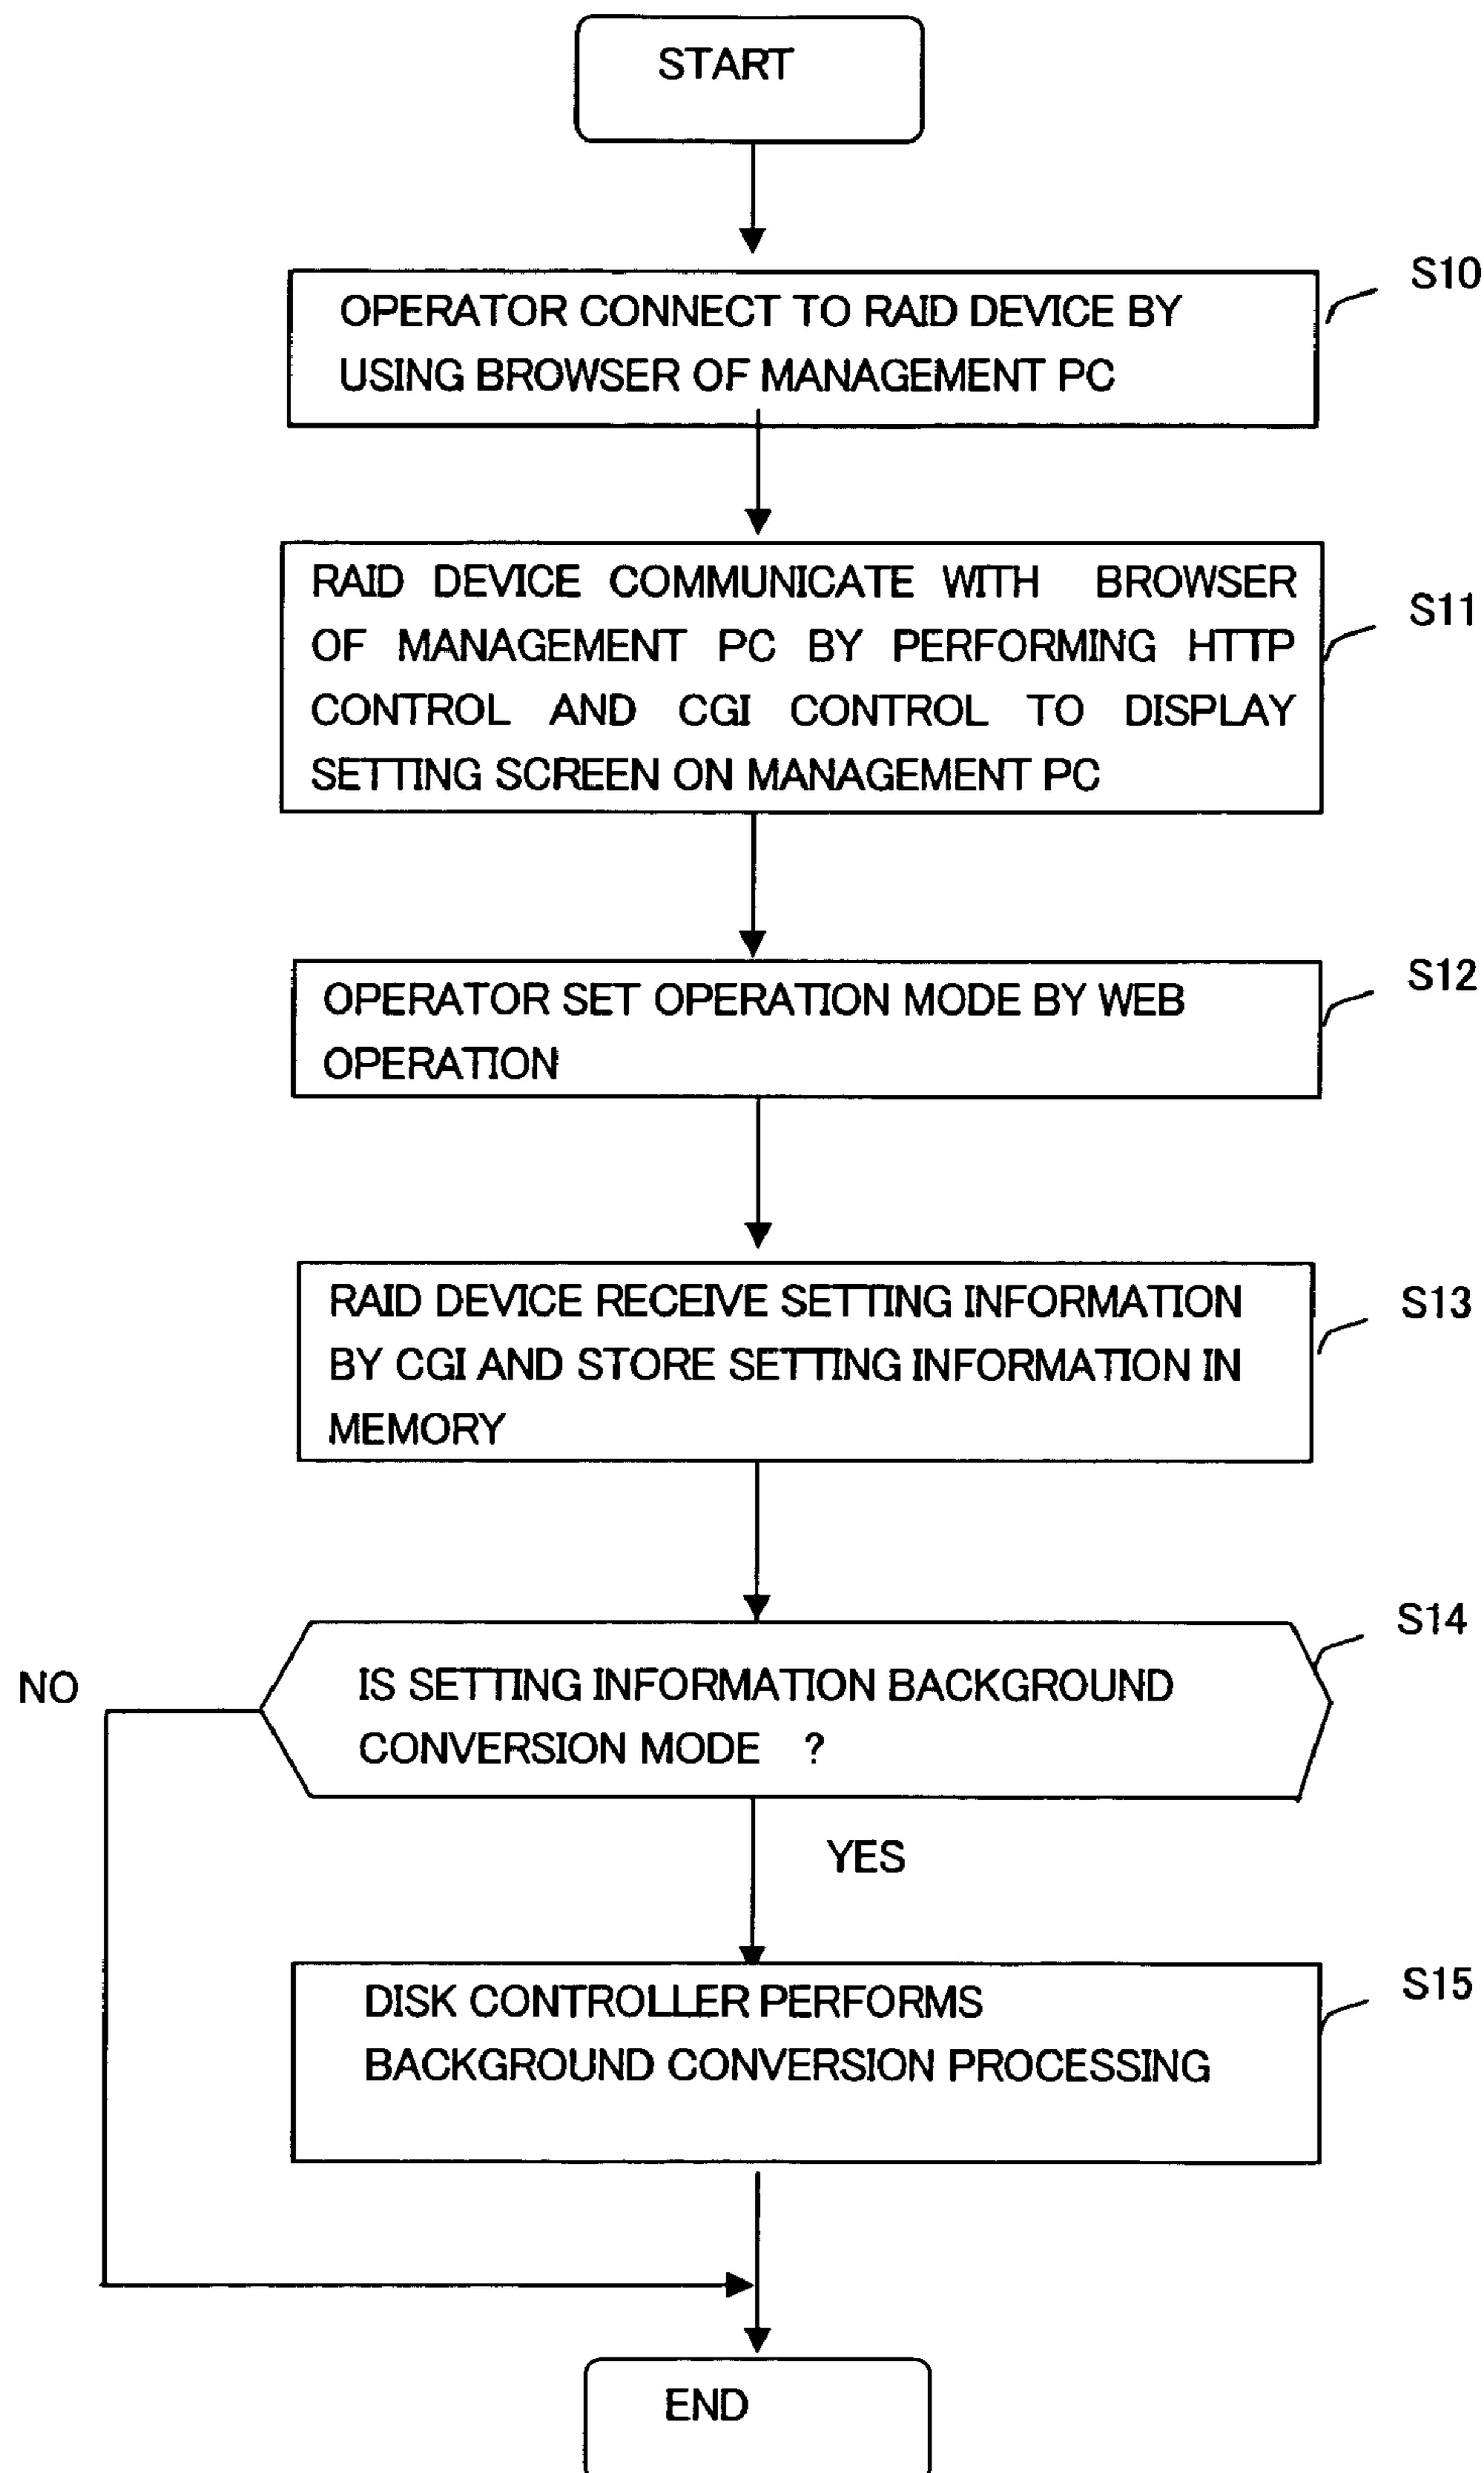 START
S10
OPERATOR CONNECT TO RAID DEVICE BY
USING BROWSER OF MANAGEMENT PC
S11
RAID DEVICE COMMUNICATE WITH BROWSER
OF MANAGEMENT PC BY PERFORMING HTTP
CONTROL AND CGI CONTROL TO DISPLAY
SETTING SCREEN ON MANAGEMENT PC
S12
OPERATOR SET OPERATION MODE BY WEB
OPERATION
S13
RAID DEVICE RECEIVE SETTING INFORMATION
BY CGI AND STORE SETTING INFORMATION IN
MEMORY
S14
NO
IS SETTING INFORMATION BACKGROUND
CONVERSION MODE ?
YES
S15
DISK CONTROLLER PERFORMS
BACKGROUND CONVERSION PROCESSING
END